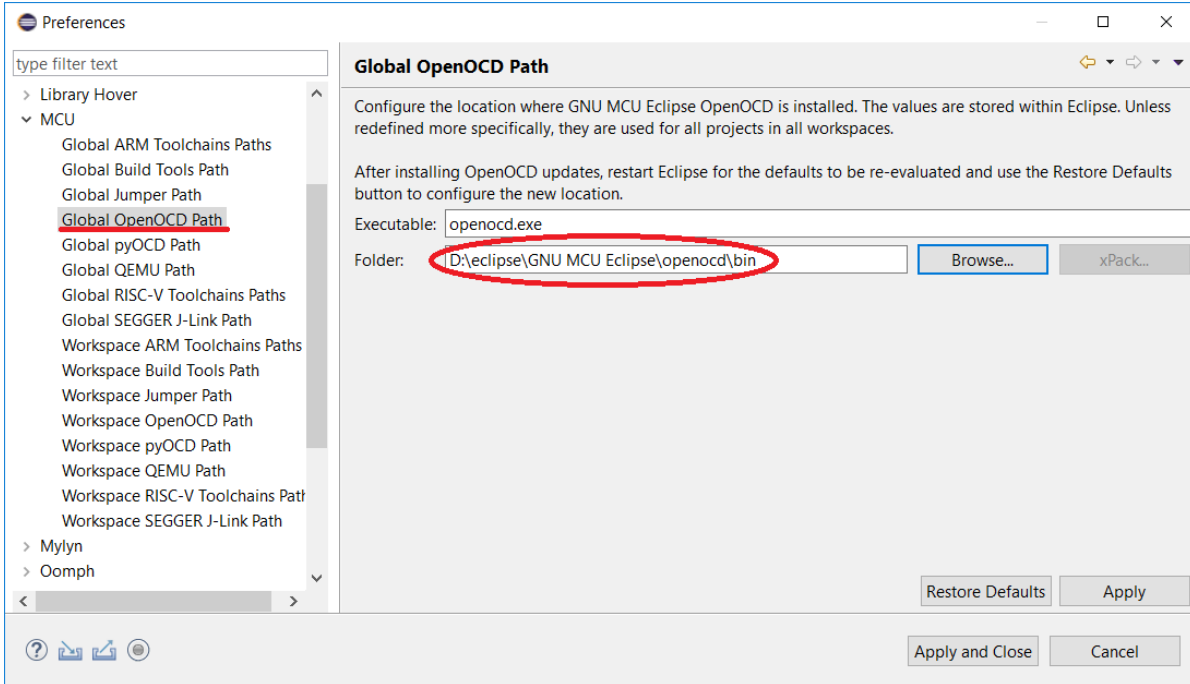 Preferences
type filter text
Library Hover
MCU
Global ARM Toolchains Paths
Global Build Tools Path
Global Jumper Path
Global OpenOCD Path
Global pyOCD Path
Global QEMU Path
Global RISC-V Toolchains Paths
Global SEGGER J-Link Path
Workspace ARM Toolchains Paths
Workspace Build Tools Path
Workspace Jumper Path
Workspace OpenOCD Path
Workspace pyOCD Path
Workspace QEMU Path
Workspace RISC-V Toolchains Path
Workspace SEGGER J-Link Path
Mylyn
Oomph
Global OpenOCD Path
Configure the location where GNU MCU Eclipse OpenOCD is installed. The values are stored within Eclipse. Unless
redefined more specifically, they are used for all projects in all workspaces.
After installing OpenOCD updates, restart Eclipse for the defaults to be re-evaluated and use the Restore Defaults
button to configure the new location.
Executable: openocd.exe
Folder: D:\eclipse\GNU MCU Eclipse\openocd\bin Browse... xPack...
Restore Defaults Apply
Apply and Close Cancel